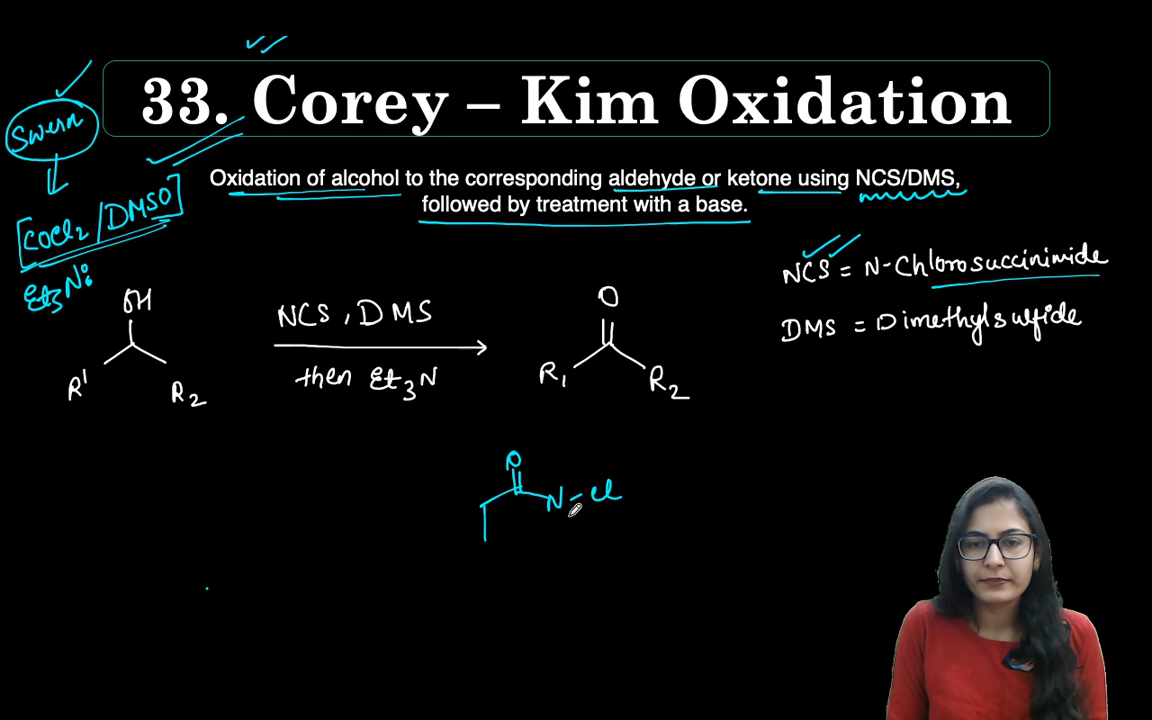 33. Corey – Kim Oxidation
Swern
Oxidation of alcohol to the corresponding aldehyde or ketone using NCS/DMS,
followed by treatment with a base.
[COCl2/DMSO]
Et3N:
NCS = N-Chlorosuccinimide
DMS = Dimethylsulfide
OH
R' R2
NCS, DMS
then Et3N
O
R1 R2
O
N-Cl